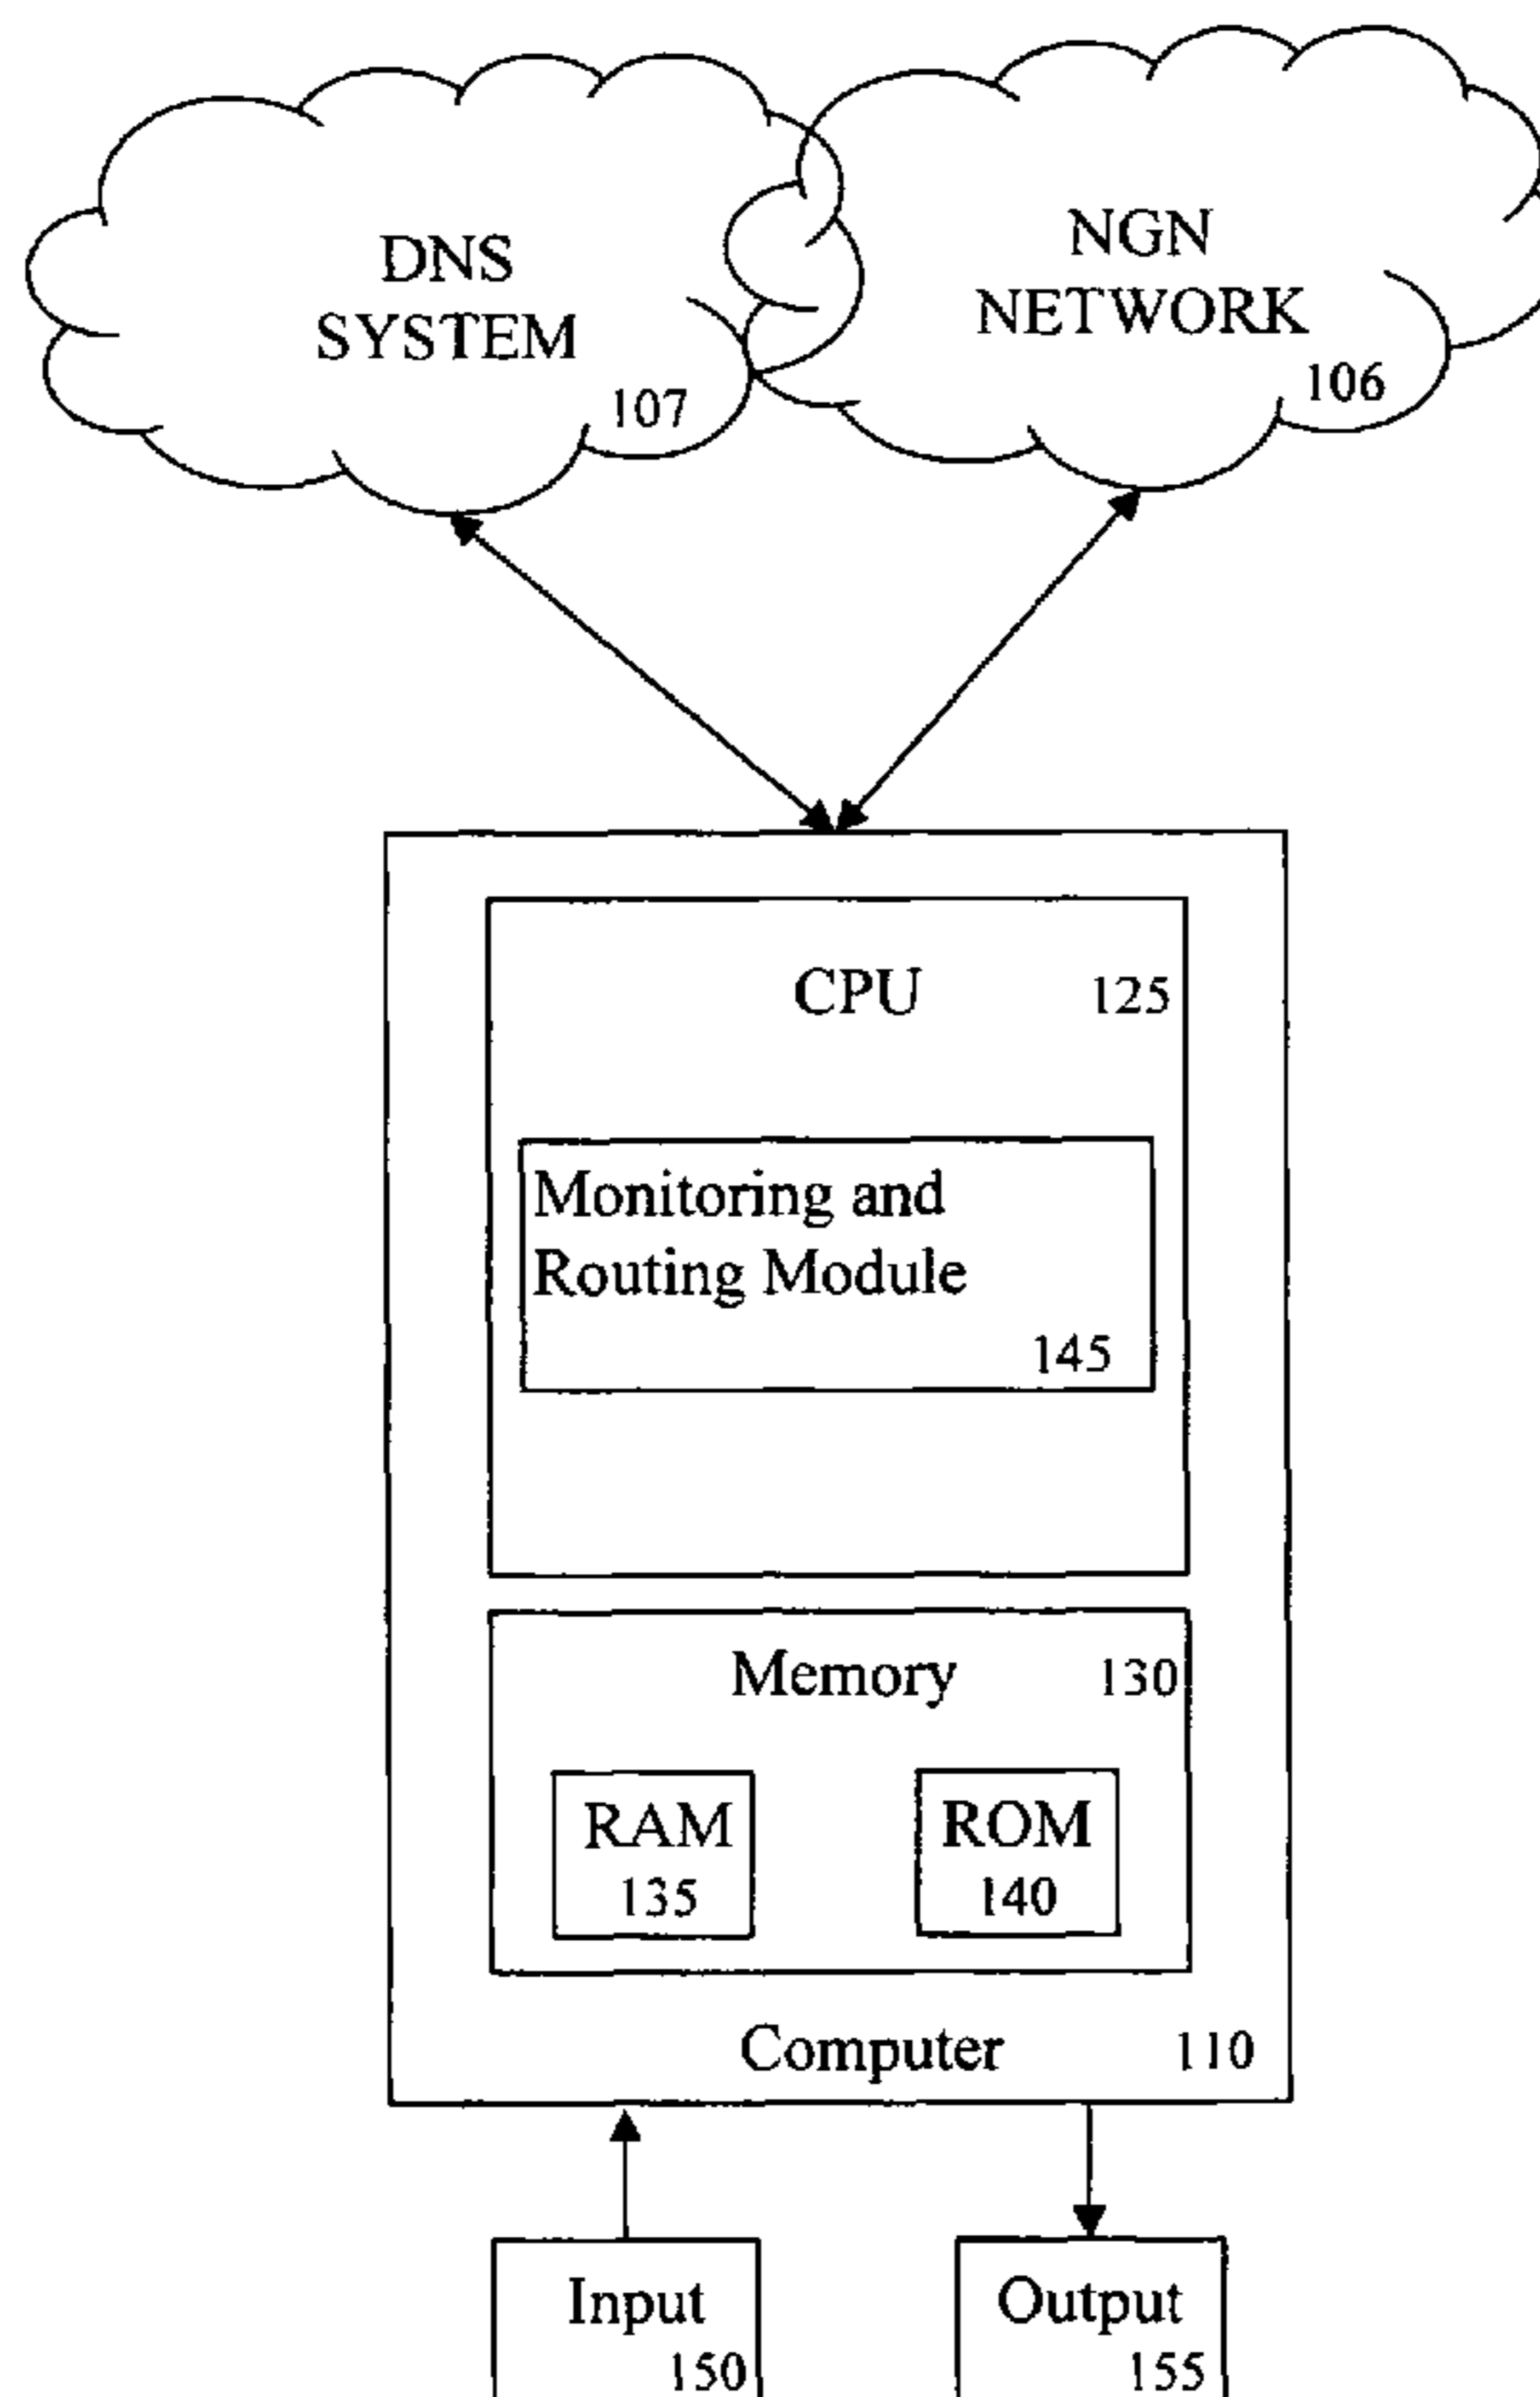 DNS
SYSTEM
107
NGN
NETWORK
106
CPU 125
Monitoring and
Routing Module
145
Memory 130
RAM
135
ROM
140
Computer 110
Input
150
Output
155